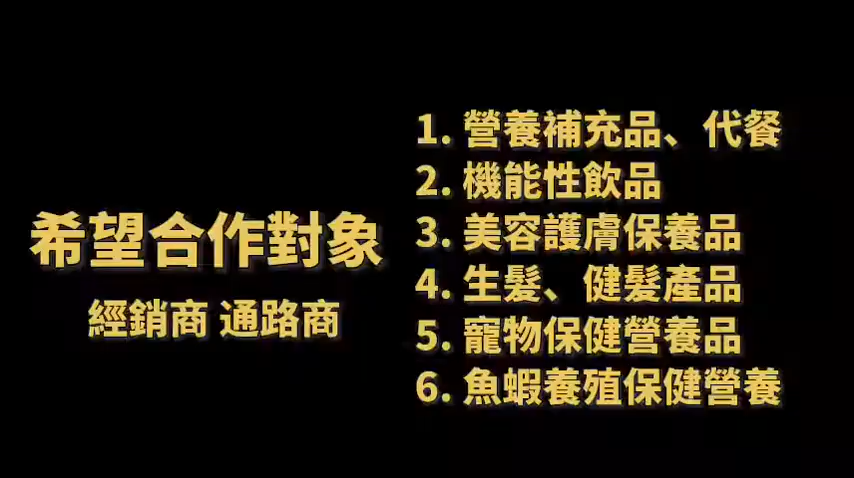 希望合作對象
經銷商 通路商
1. 營養補充品、代餐
2. 機能性飲品
3. 美容護膚保養品
4. 生髮、健髮產品
5. 寵物保健營養品
6. 魚蝦養殖保健營養